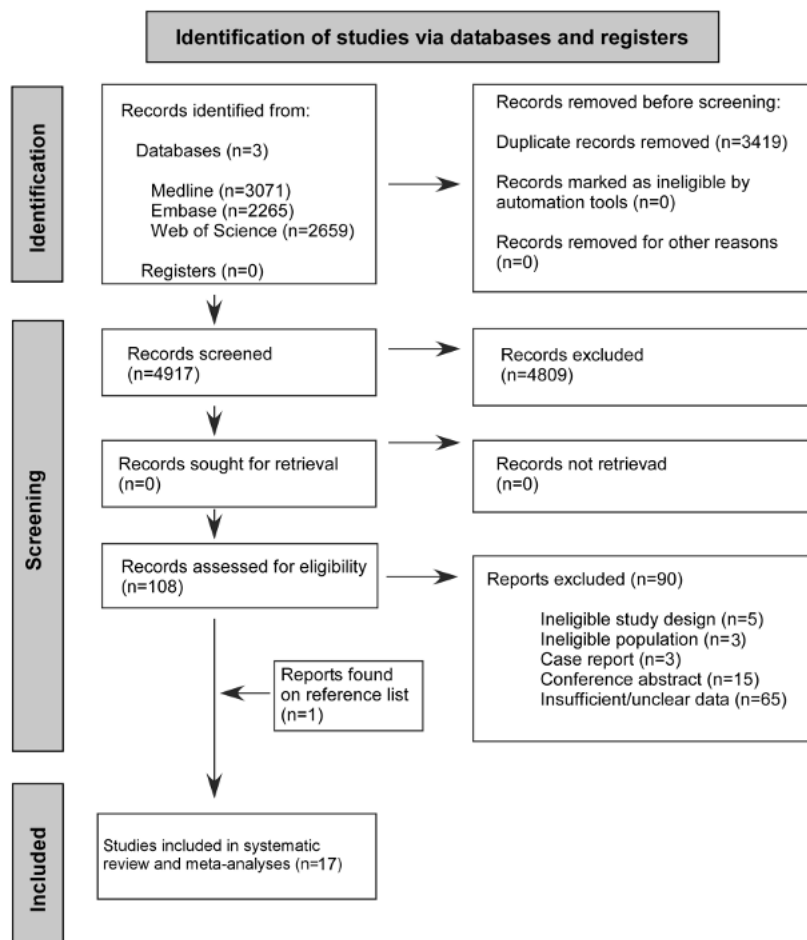 Identification of studies via databases and registers
Identification
Records identified from:
Databases (n=3)
Medline (n=3071)
Embase (n=2265)
Web of Science (n=2659)
Registers (n=0)
Records removed before screening:
Duplicate records removed (n=3419)
Records marked as ineligible by
automation tools (n=0)
Records removed for other reasons
(n=0)
Screening
Records screened
(n=4917)
Records excluded
(n=4809)
Records sought for retrieval
(n=0)
Records not retrievad
(n=0)
Records assessed for eligibility
(n=108)
Reports excluded (n=90)
Ineligible study design (n=5)
Ineligible population (n=3)
Case report (n=3)
Conference abstract (n=15)
Insufficient/unclear data (n=65)
Reports found
on reference list
(n=1)
Included
Studies included in systematic
review and meta-analyses (n=17)